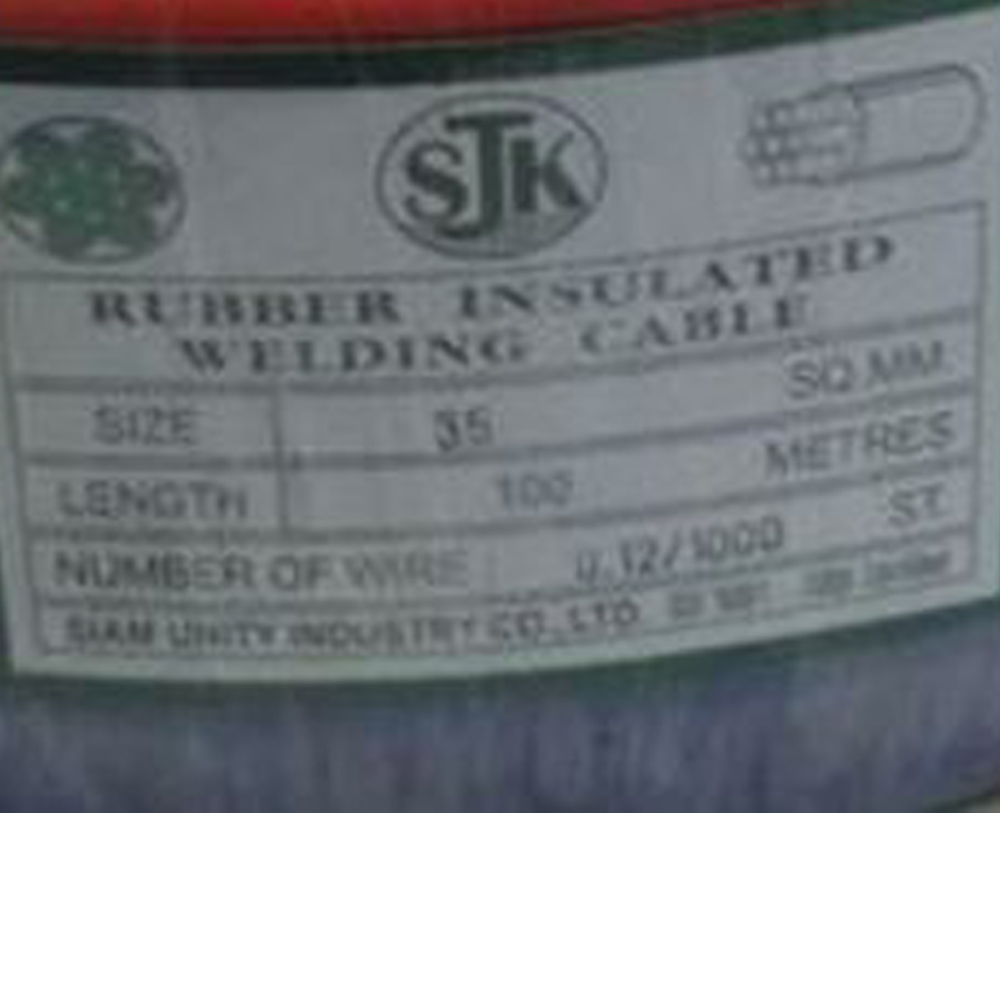 SJK
RUBBER INSULATED
WELDING CABLE
SIZE 35 SQ.MM.
LENGTH 100 METRES
NUMBER OF WIRE 0.12/1000 ST.
SIAM UNITY INDUSTRY CO., LTD.